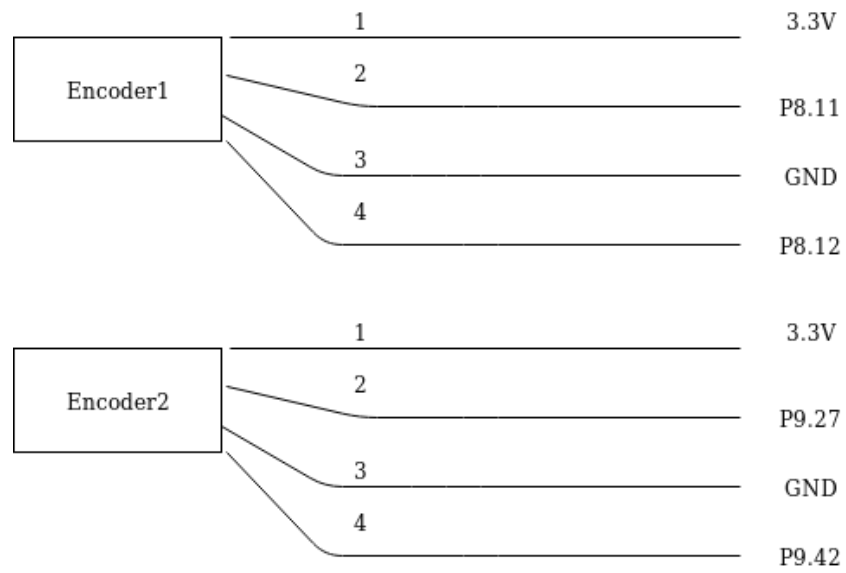 1
3.3V
Encoder1
2
P8.11
3
GND
4
P8.12
1
3.3V
Encoder2
2
P9.27
3
GND
4
P9.42